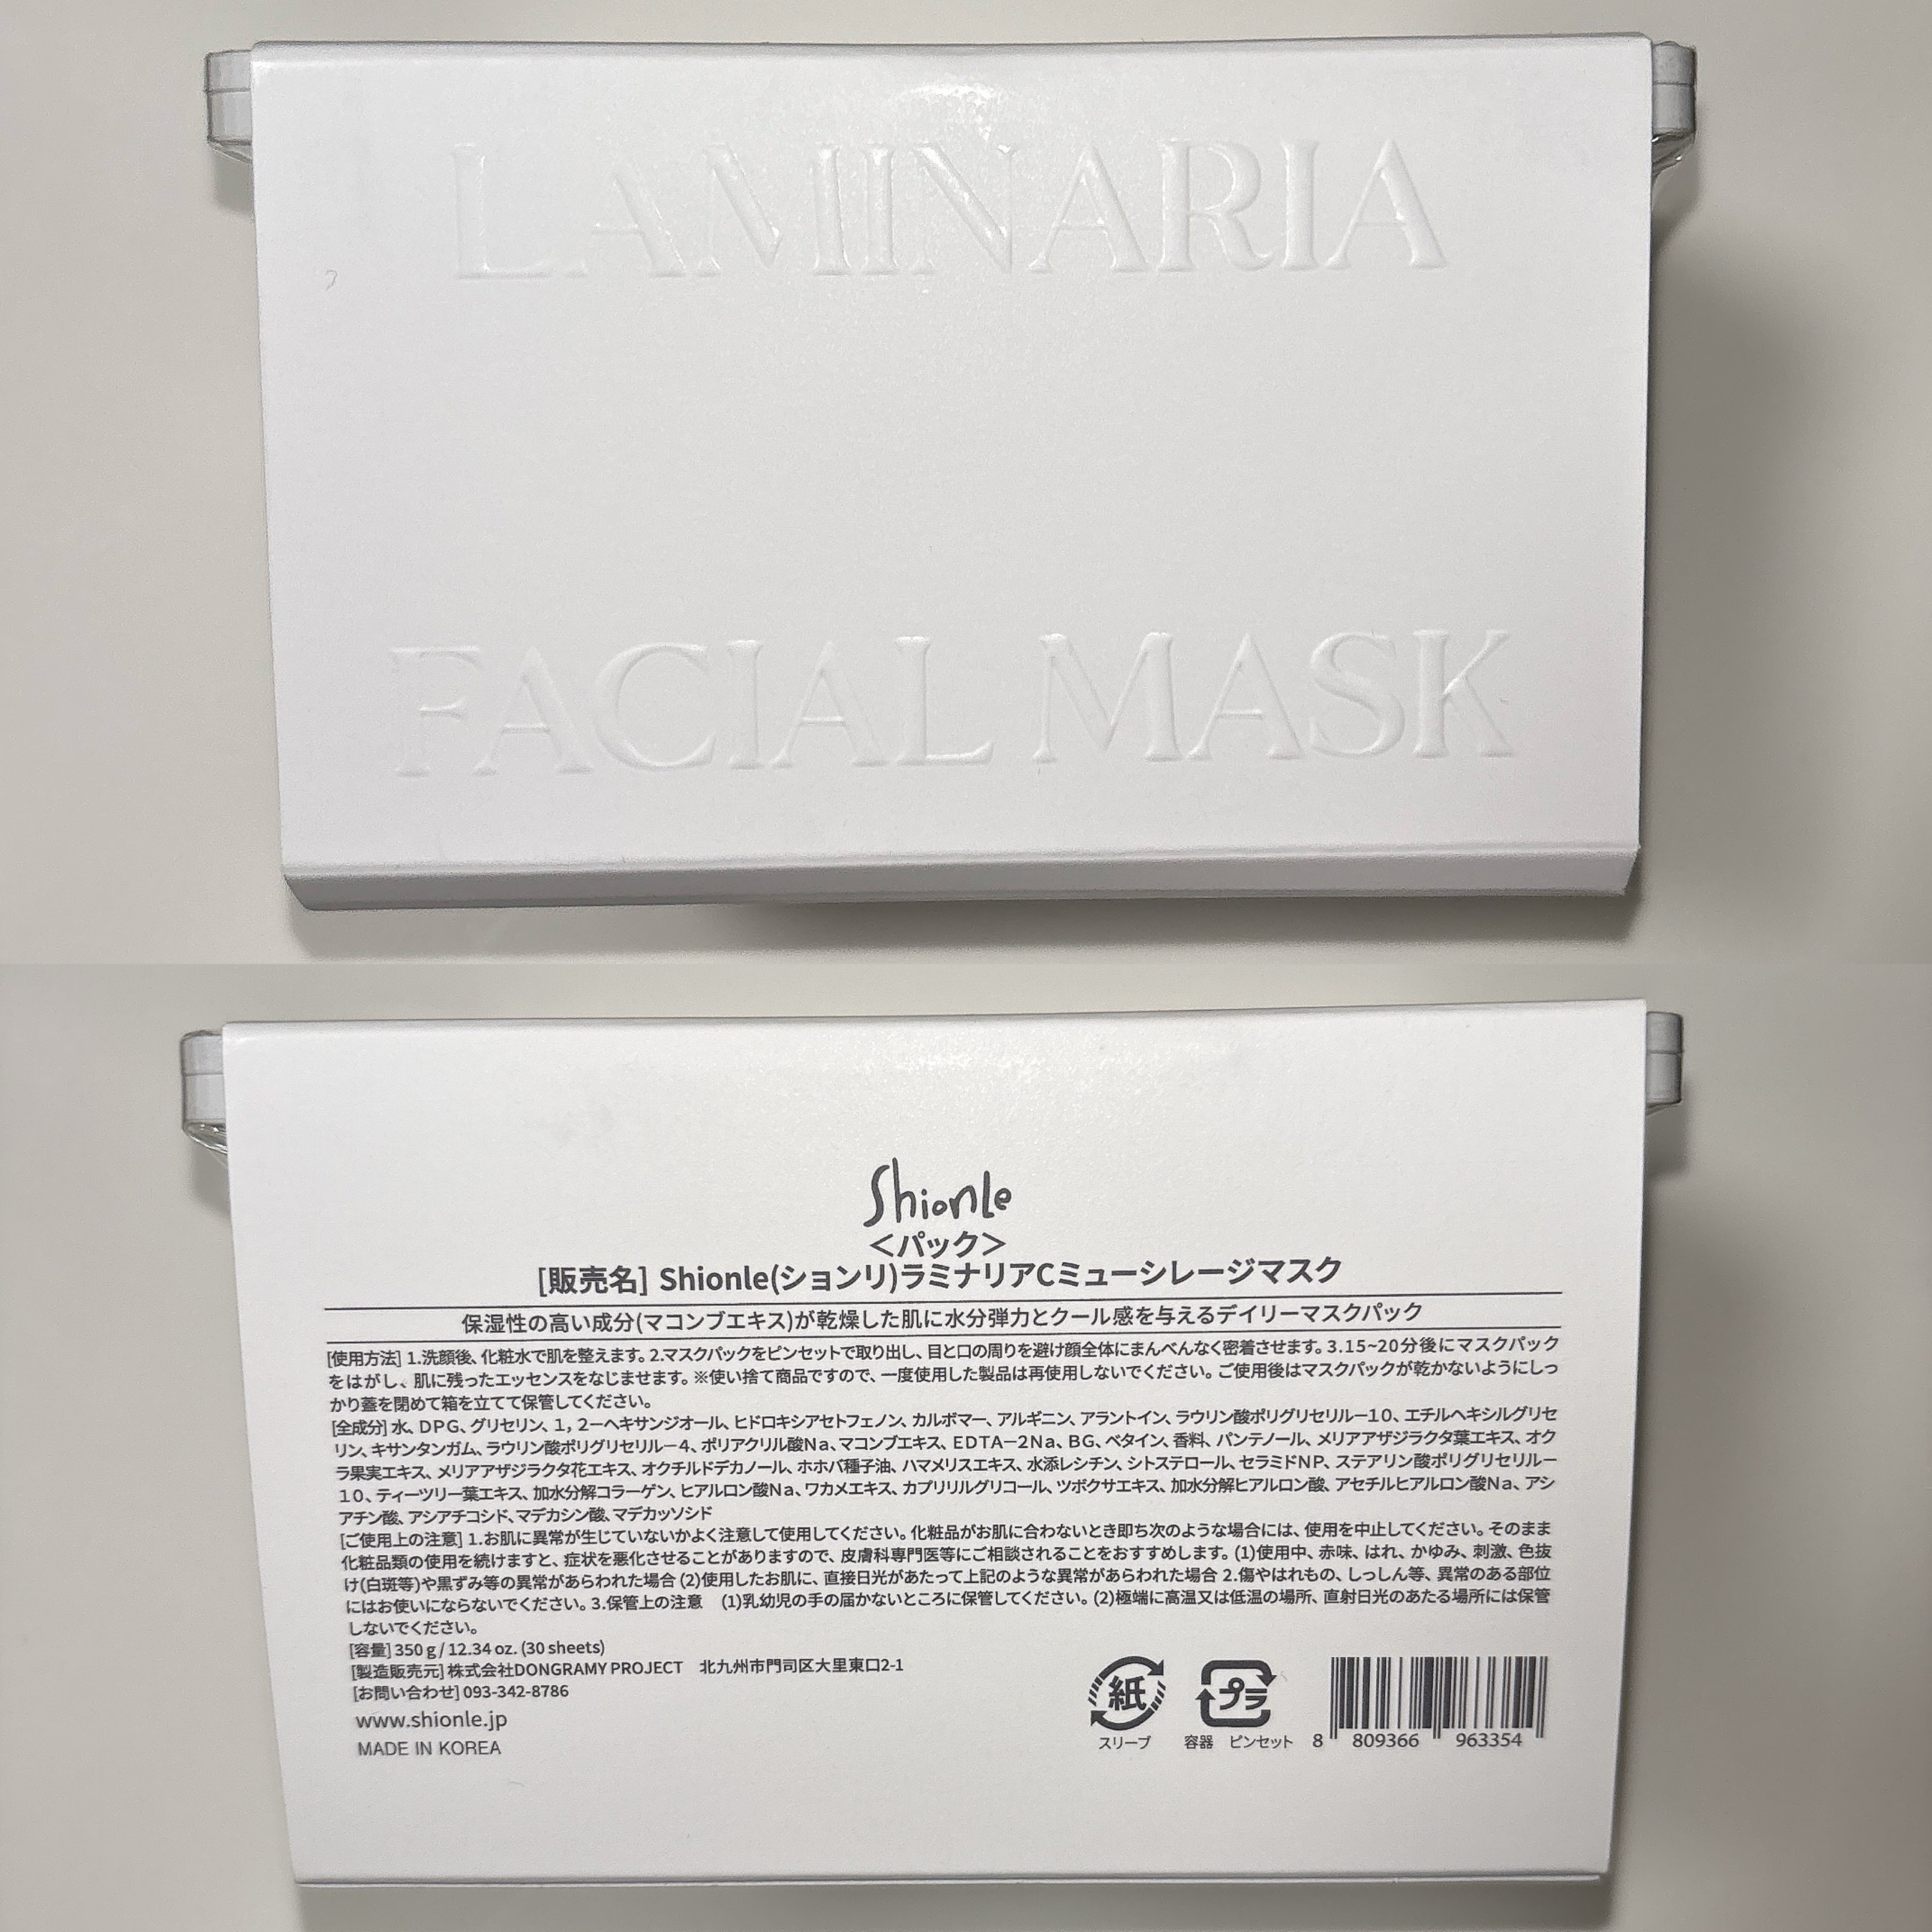 LAMINARIA
FACIAL MASK
Shionle
＜パック＞
[販売名] Shionle(ションリ)ラミナリアCミューシレージマスク
保湿性の高い成分(マコンブエキス)が乾燥した肌に水分弾力とクール感を与えるデイリーマスクパック
[使用方法] 1.洗顔後、化粧水で肌を整えます。2.マスクパックをピンセットで取り出し、目と口の周りを避け顔全体にまんべんなく密着させます。3.15~20分後にマスクパック
をはがし、肌に残ったエッセンスをなじませます。※使い捨て商品ですので、一度使用した製品は再使用しないでください。ご使用後はマスクパックが乾かないようにしっ
かり蓋を閉めて箱を立てて保管してください。
[全成分] 水、DPG、グリセリン、1，2－ヘキサンジオール、ヒドロキシアセトフェノン、カルボマー、アルギニン、アラントイン、ラウリン酸ポリグリセリル－10、エチルヘキシルグリセ
リン、キサンタンガム、ラウリン酸ポリグリセリル－4、ポリアクリル酸Na、マコンブエキス、EDTA－2Na、BG、ベタイン、香料、パンテノール、メリアアザジラクタ葉エキス、オク
ラ果実エキス、メリアアザジラクタ花エキス、オクチルドデカノール、ホホバ種子油、ハマメリスエキス、水添レシチン、シトステロール、セラミドNP、ステアリン酸ポリグリセリル－
10、ティーツリー葉エキス、加水分解コラーゲン、ヒアルロン酸Na、ワカメエキス、カプリリルグリコール、ツボクサエキス、加水分解ヒアルロン酸、アセチルヒアルロン酸Na、アシ
アチン酸、アシアチコシド、マデカシン酸、マデカッソシド
[ご使用上の注意] 1.お肌に異常が生じていないかよく注意して使用してください。化粧品がお肌に合わないとき即ち次のような場合には、使用を中止してください。そのまま
化粧品類の使用を続けますと、症状を悪化させることがありますので、皮膚科専門医等にご相談されることをおすすめします。(1)使用中、赤味、はれ、かゆみ、刺激、色抜
け(白斑等)や黒ずみ等の異常があらわれた場合 (2)使用したお肌に、直接日光があたって上記のような異常があらわれた場合 2.傷やはれもの、しっしん等、異常のある部位
にはお使いにならないでください。3.保管上の注意　(1)乳幼児の手の届かないところに保管してください。(2)極端に高温又は低温の場所、直射日光のあたる場所には保管
しないでください。
[容量] 350 g / 12.34 oz. (30 sheets)
[製造販売元] 株式会社DONGRAMY PROJECT　北九州市門司区大里東口2-1
[お問い合わせ] 093-342-8786
www.shionle.jp
MADE IN KOREA
紙
スリーブ
プラ
容器 ピンセット
8 809366 963354